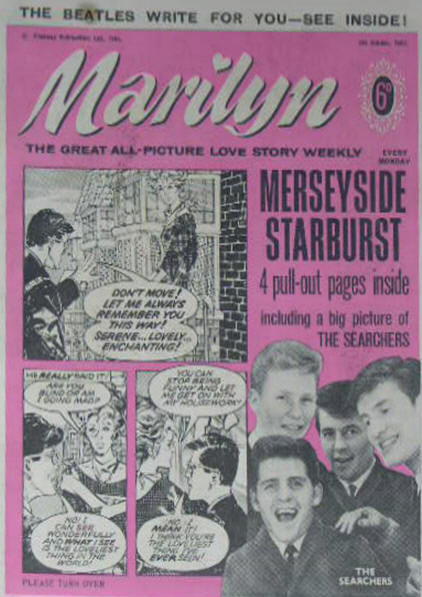 THE BEATLES WRITE FOR YOU—SEE INSIDE!
Marilyn
6D
THE GREAT ALL-PICTURE LOVE STORY WEEKLY
EVERY
MONDAY
MERSEYSIDE
STARBURST
4 pull-out pages inside
including a big picture of
THE SEARCHERS
DON'T MOVE!
LET ME ALWAYS
REMEMBER YOU
THIS WAY!
SERENE...LOVELY...
ENCHANTING!
HE REALLY SAID IT!
ARE YOU
BLIND OR AM
I GOING MAD?
NO! I
CAN SEE
WONDERFULLY
AND WHAT I SEE
IS THE LOVELIEST
THING IN THE
WORLD!
YOU CAN
STOP BEING
FUNNY AND LET
ME GET ON WITH
MY HOUSEWORK!
NO, I
MEAN IT!
I THINK YOU'RE
THE LOVELIEST
THING I'VE
EVER SEEN!
PLEASE TURN OVER
THE
SEARCHERS